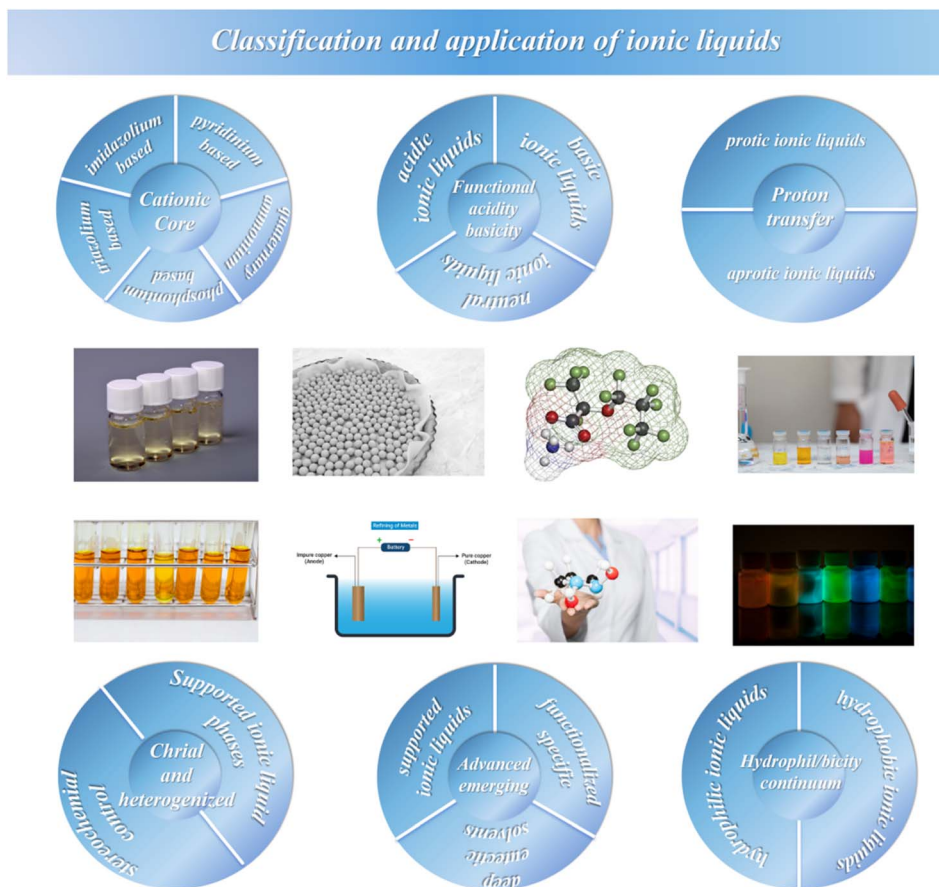 Classification and application of ionic liquids
imidazolium
based
pyridinium
based
quaternary
ammonium
phosphonium
based
triazolium
based
Cationic
Core
acidic
ionic liquids
basic
ionic liquids
neutral
ionic liquids
Functional
acidity
basicity
protic ionic liquids
Proton
transfer
aprotic ionic liquids
Refining of Metals
+
−
Battery
Impure copper
(Anode)
Pure copper
(Cathode)
Supported ionic liquid
phases
Chrial
and
heterogenized
stereochemial
control
supported
ionic liquids
functionalized
specific
Advanced
emerging
deep
eutectic
solvents
hydrophilic ionic liquids
Hydrophil/bicity
continuum
hydrophobic ionic liquids